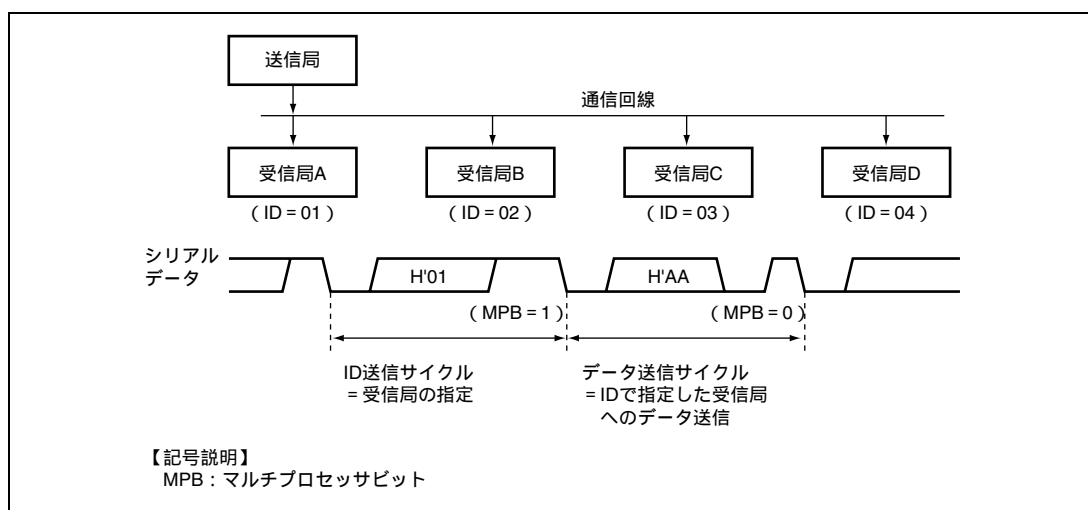 送信局
通信回線
受信局A
受信局B
受信局C
受信局D
（ID = 01）
（ID = 02）
（ID = 03）
（ID = 04）
シリアル
データ
H'01
H'AA
（MPB = 1）
（MPB = 0）
ID送信サイクル
= 受信局の指定
データ送信サイクル
= IDで指定した受信局
へのデータ送信
【記号説明】
MPB : マルチプロセッサビット